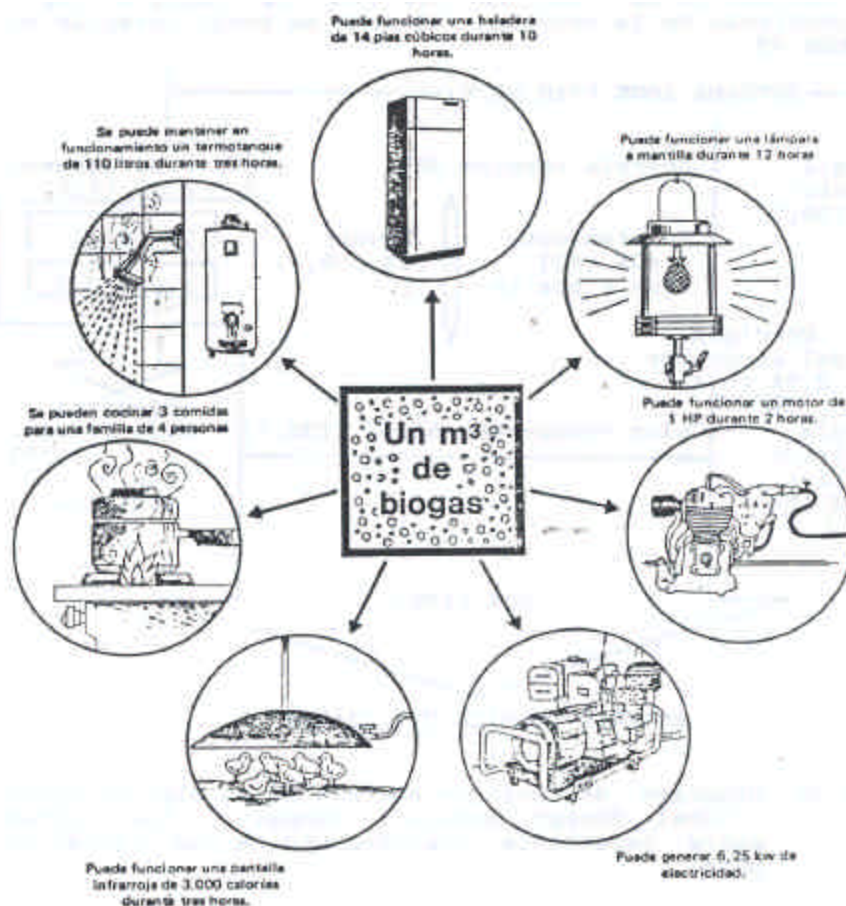 Puede funcionar una heladera
de 14 pies cúbicos durante 10
horas.
Se puede mantener en
funcionamiento un termotanque
de 110 litros durante tres horas.
Puede funcionar una lámpara
a mantilla durante 12 horas
Un m³
de
biogas
Se pueden cocinar 3 comidas
para una familia de 4 personas
Puede funcionar un motor de
1 HP durante 2 horas.
Puede funcionar una pantalla
infrarroja de 3.000 calorías
durante tres horas.
Puede generar 6,25 kw de
electricidad.